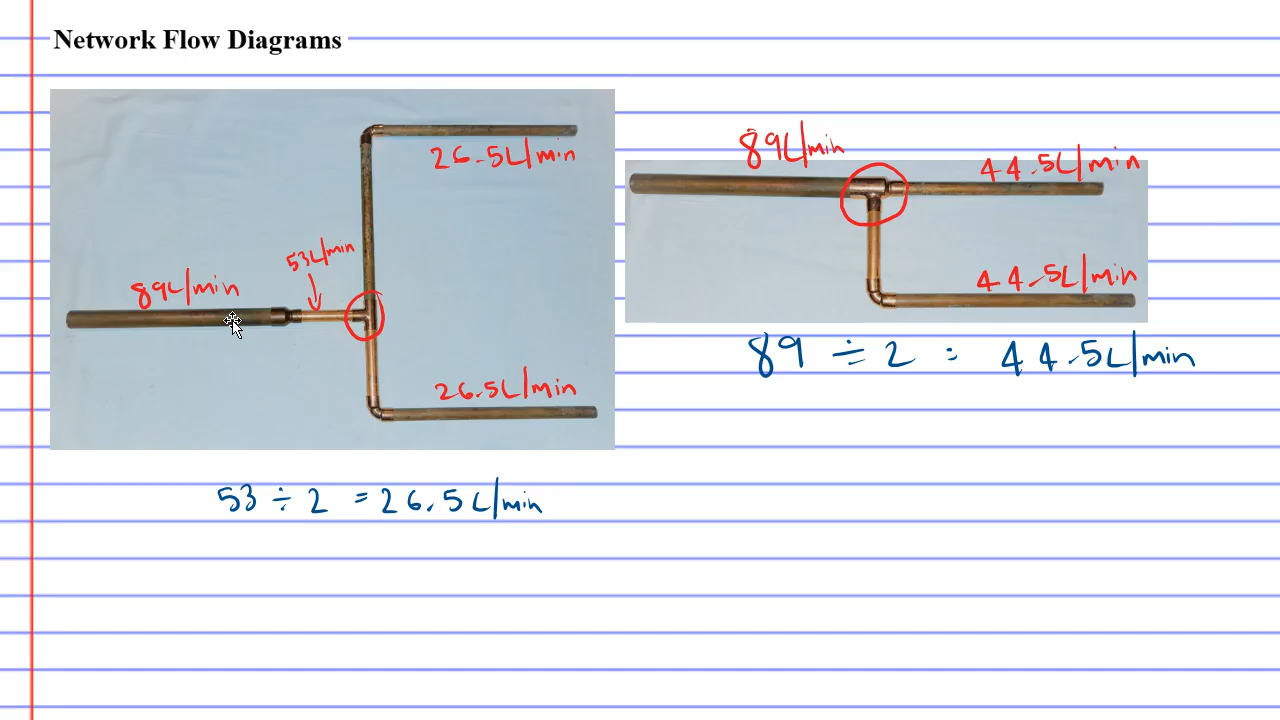 Network Flow Diagrams
26.5L/min
53L/min
89L/min
26.5L/min
53 ÷ 2 = 26.5L/min
89L/min
44.5L/min
44.5L/min
89 ÷ 2 = 44.5L/min